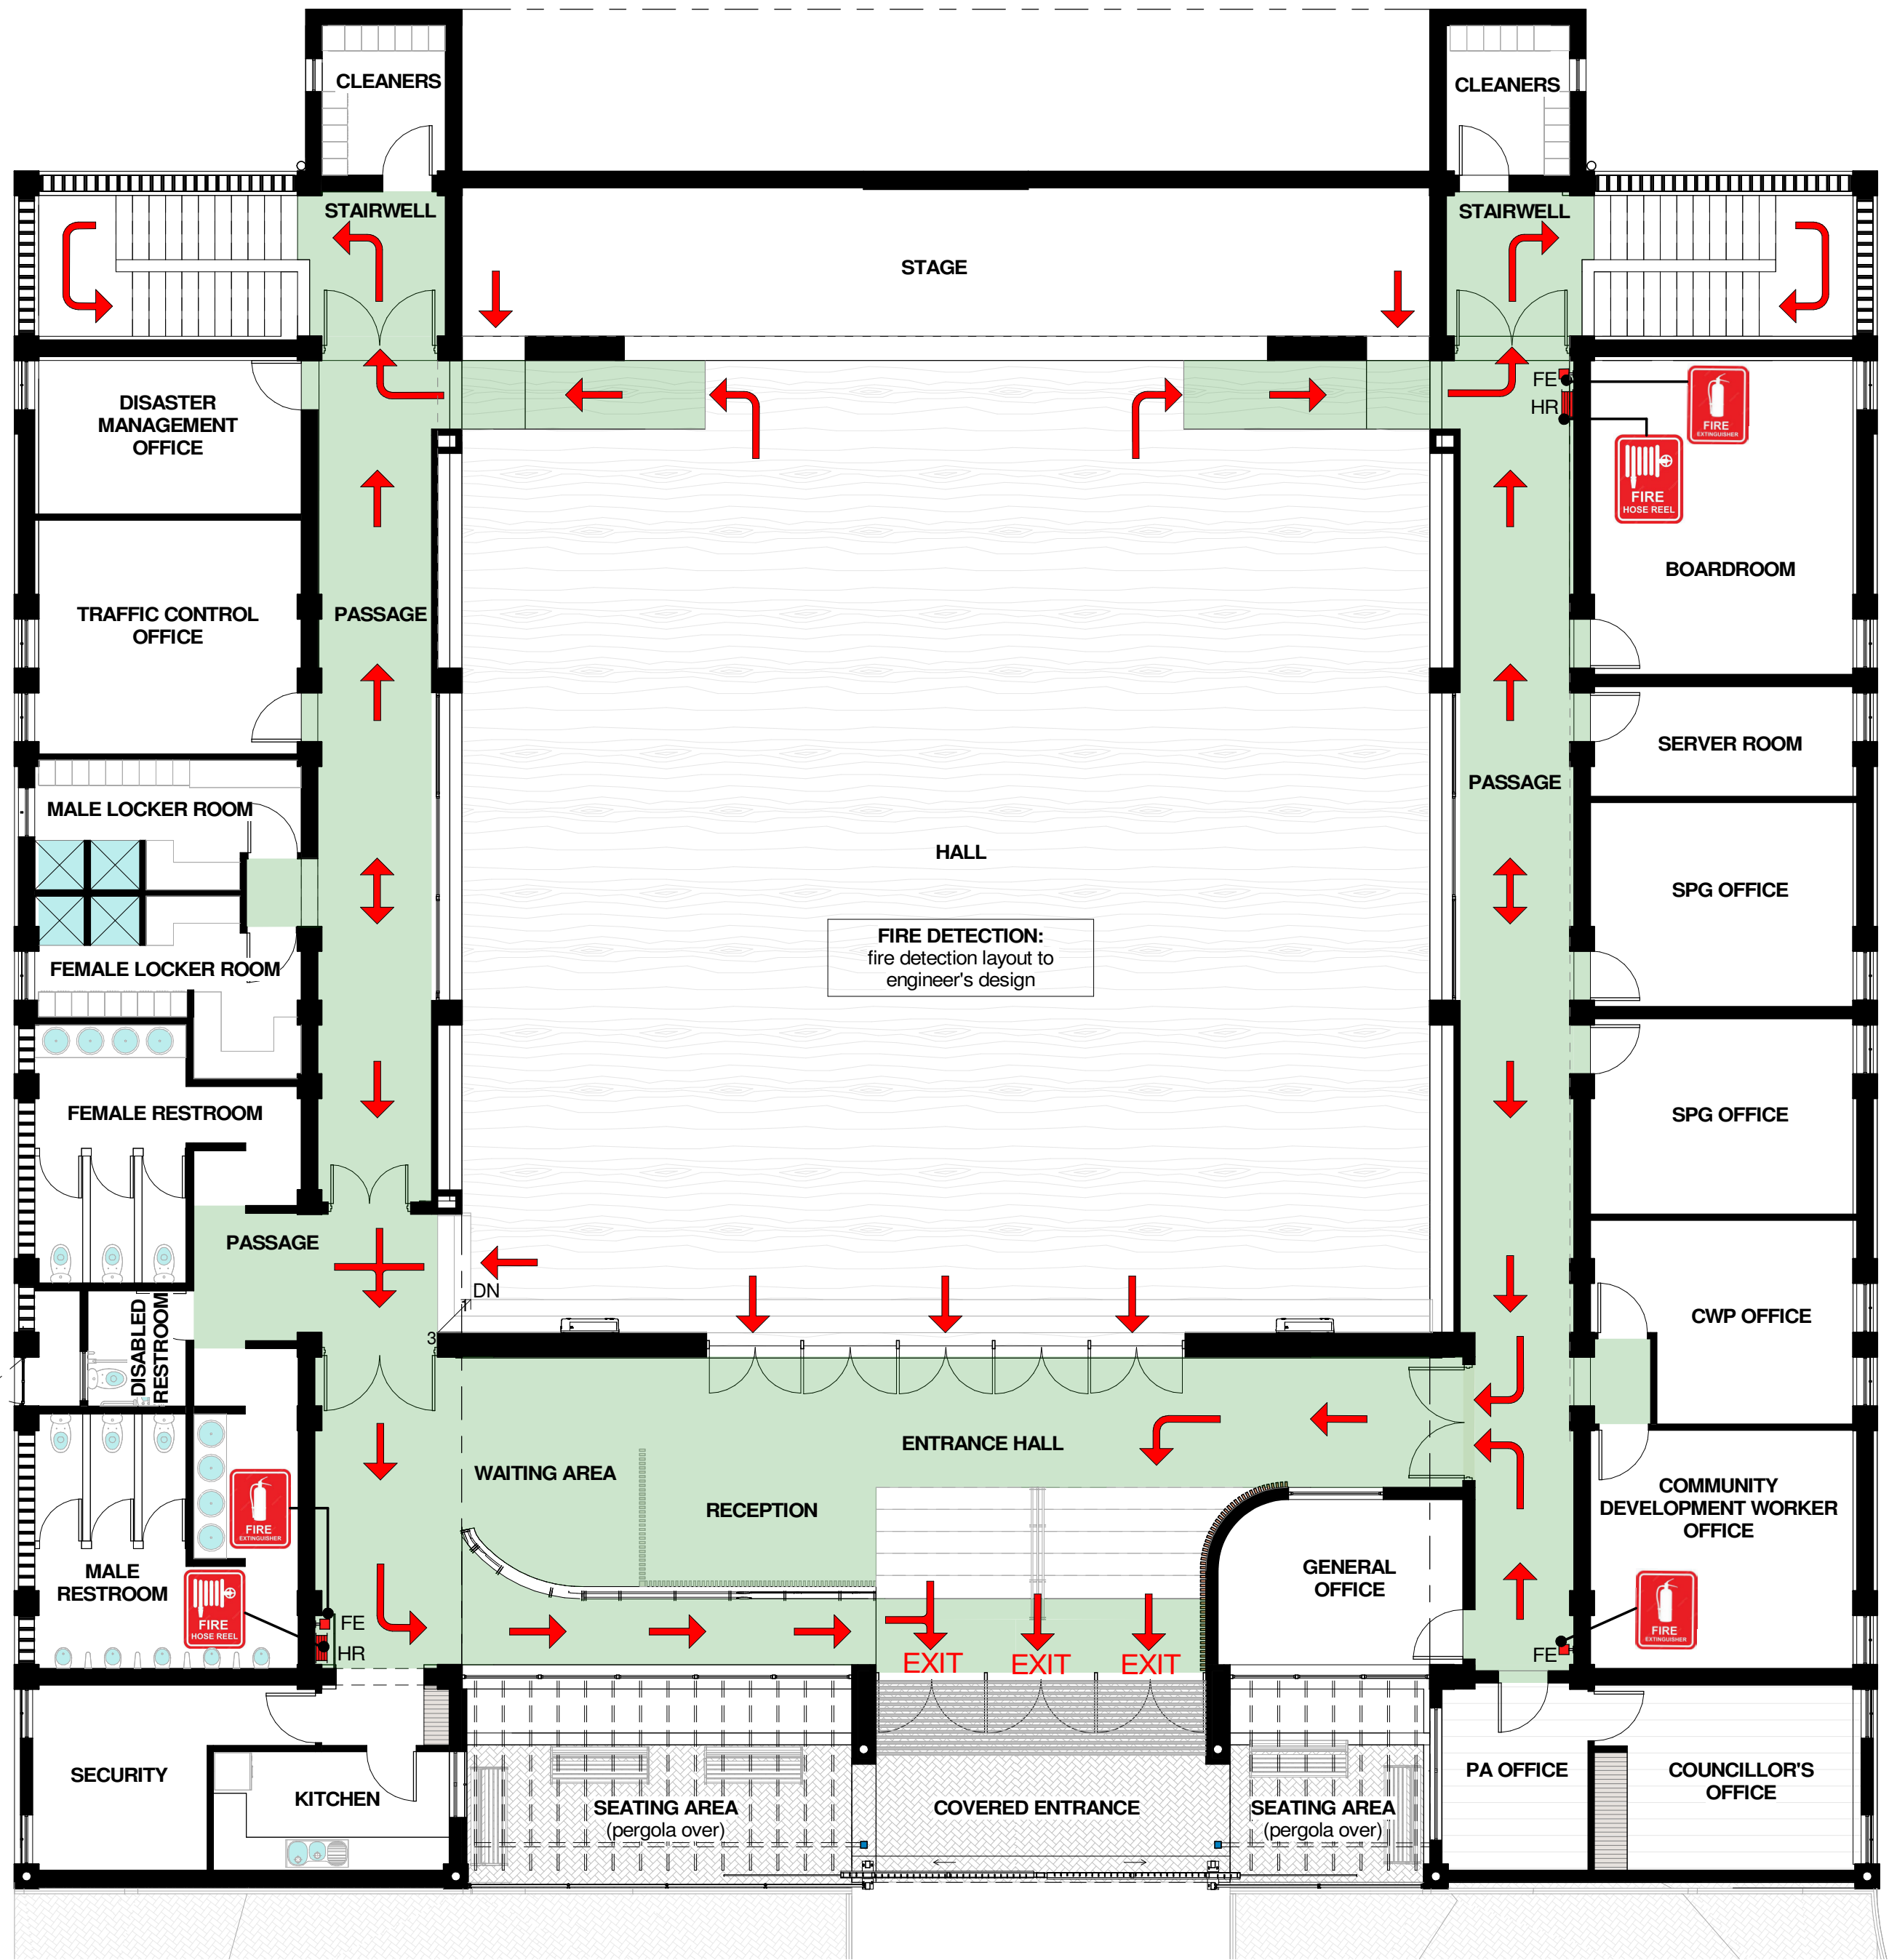 CLEANERS
CLEANERS
STAIRWELL
STAIRWELL
STAGE
DISASTER
MANAGEMENT
OFFICE
FE
HR
FIRE
EXTINGUISHER
FIRE
HOSE REEL
BOARDROOM
TRAFFIC CONTROL
OFFICE
PASSAGE
SERVER ROOM
PASSAGE
MALE LOCKER ROOM
HALL
SPG OFFICE
FIRE DETECTION:
fire detection layout to
engineer's design
FEMALE LOCKER ROOM
FEMALE RESTROOM
SPG OFFICE
PASSAGE
DN
3
DISABLED
RESTROOM
CWP OFFICE
ENTRANCE HALL
WAITING AREA
RECEPTION
COMMUNITY
DEVELOPMENT WORKER
OFFICE
FIRE
EXTINGUISHER
MALE
RESTROOM
GENERAL
OFFICE
FIRE
HOSE REEL
FE
HR
FIRE
EXTINGUISHER
FE
EXIT
EXIT
EXIT
SECURITY
KITCHEN
SEATING AREA
(pergola over)
COVERED ENTRANCE
SEATING AREA
(pergola over)
PA OFFICE
COUNCILLOR'S
OFFICE